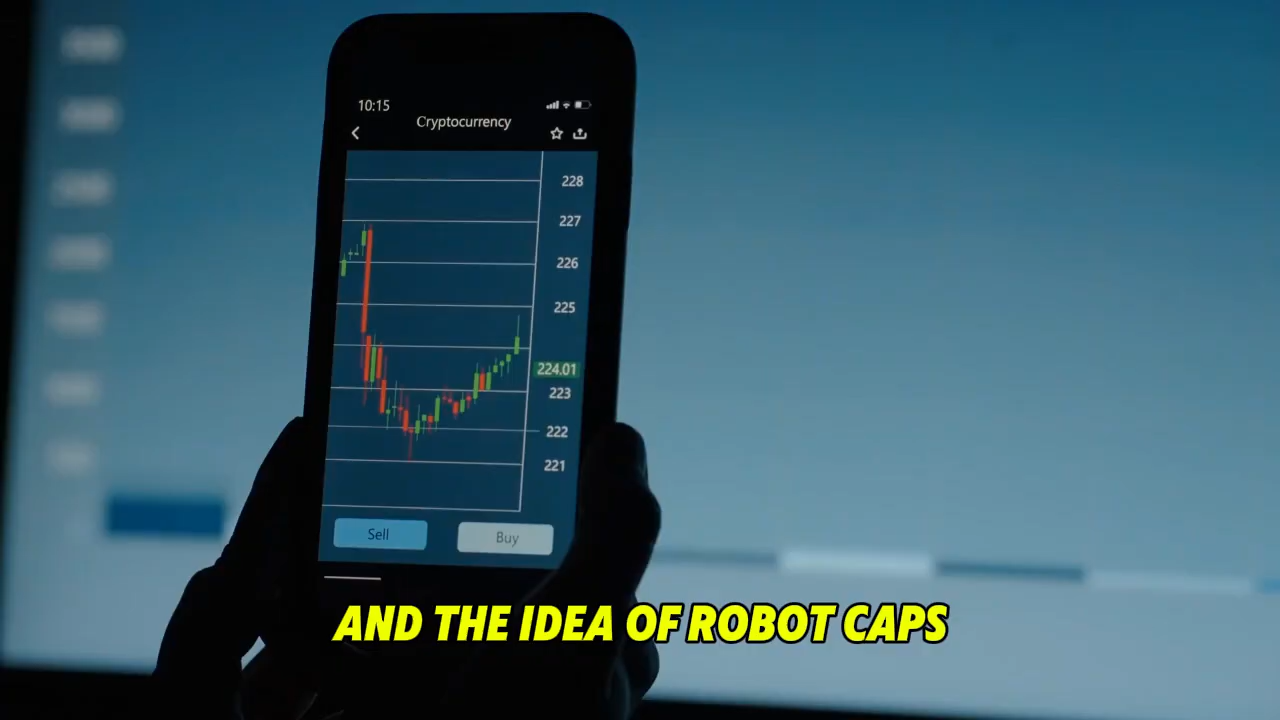 10:15
Cryptocurrency
228
227
226
225
224.01
223
222
221
Sell
Buy
AND THE IDEA OF ROBOT CAPS